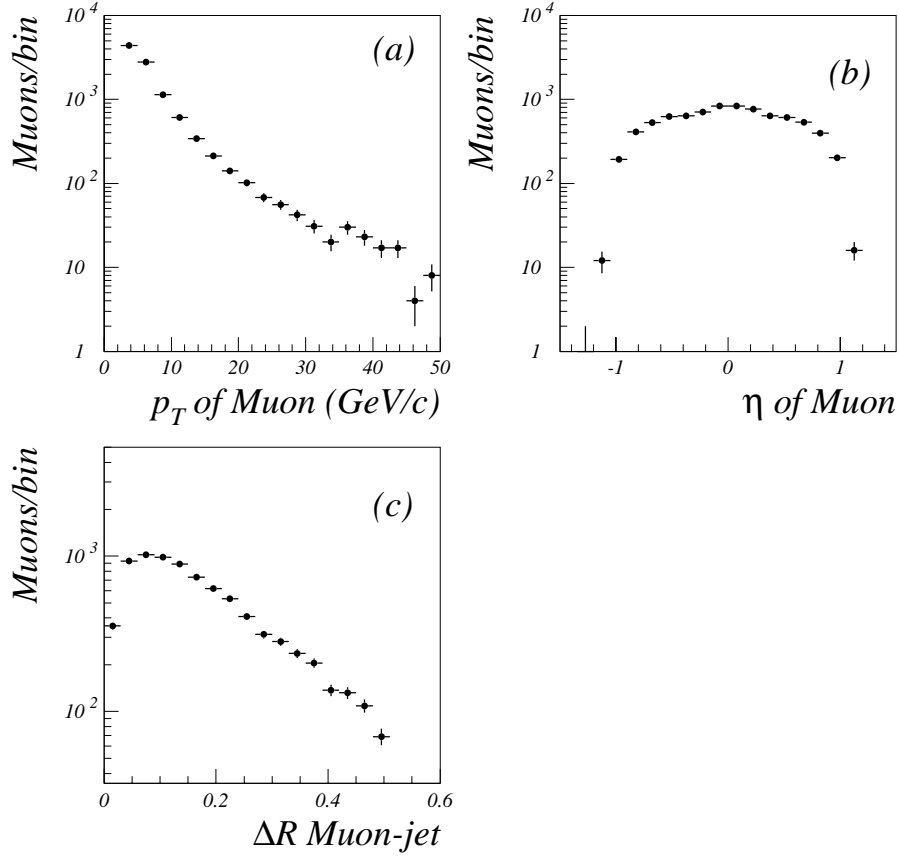 (a)
Muons/bin
10^4
10^3
10^2
10
1
0 10 20 30 40 50
p_T of Muon (GeV/c)
(b)
Muons/bin
10^4
10^3
10^2
10
1
-1 0 1
η of Muon
(c)
Muons/bin
10^3
10^2
0 0.2 0.4 0.6
ΔR Muon-jet